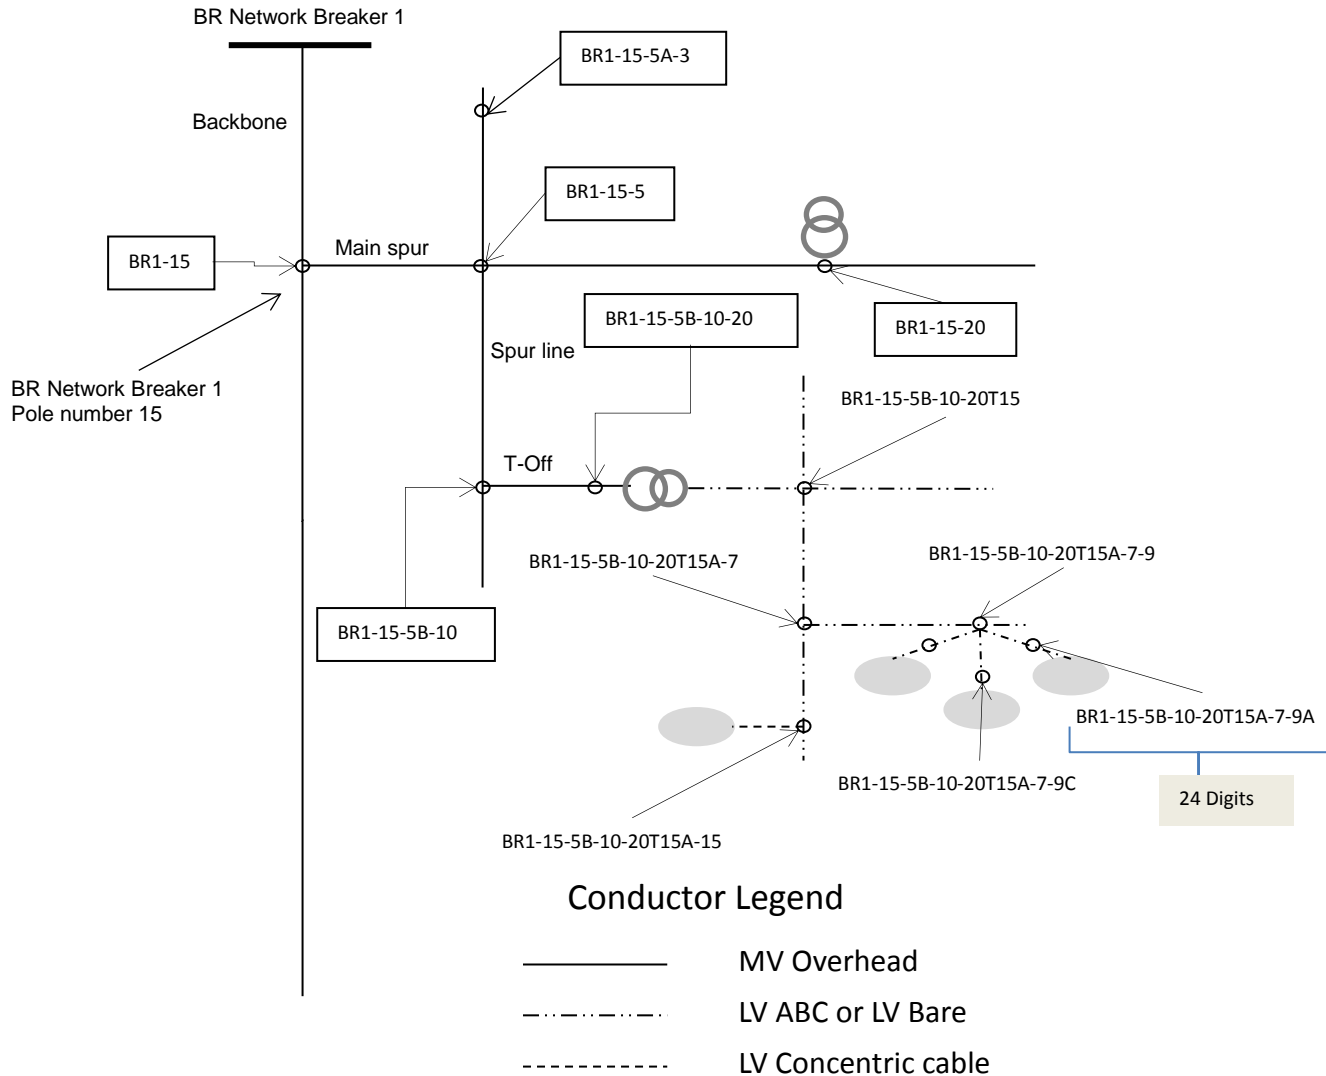 BR Network Breaker 1
BR1-15-5A-3
Backbone
BR1-15-5
Main spur
BR1-15
BR1-15-5B-10-20
BR1-15-20
Spur line
BR Network Breaker 1
Pole number 15
BR1-15-5B-10-20T15
T-Off
BR1-15-5B-10-20T15A-7
BR1-15-5B-10-20T15A-7-9
BR1-15-5B-10
BR1-15-5B-10-20T15A-7-9A
BR1-15-5B-10-20T15A-7-9C
24 Digits
BR1-15-5B-10-20T15A-15
Conductor Legend
MV Overhead
LV ABC or LV Bare
LV Concentric cable